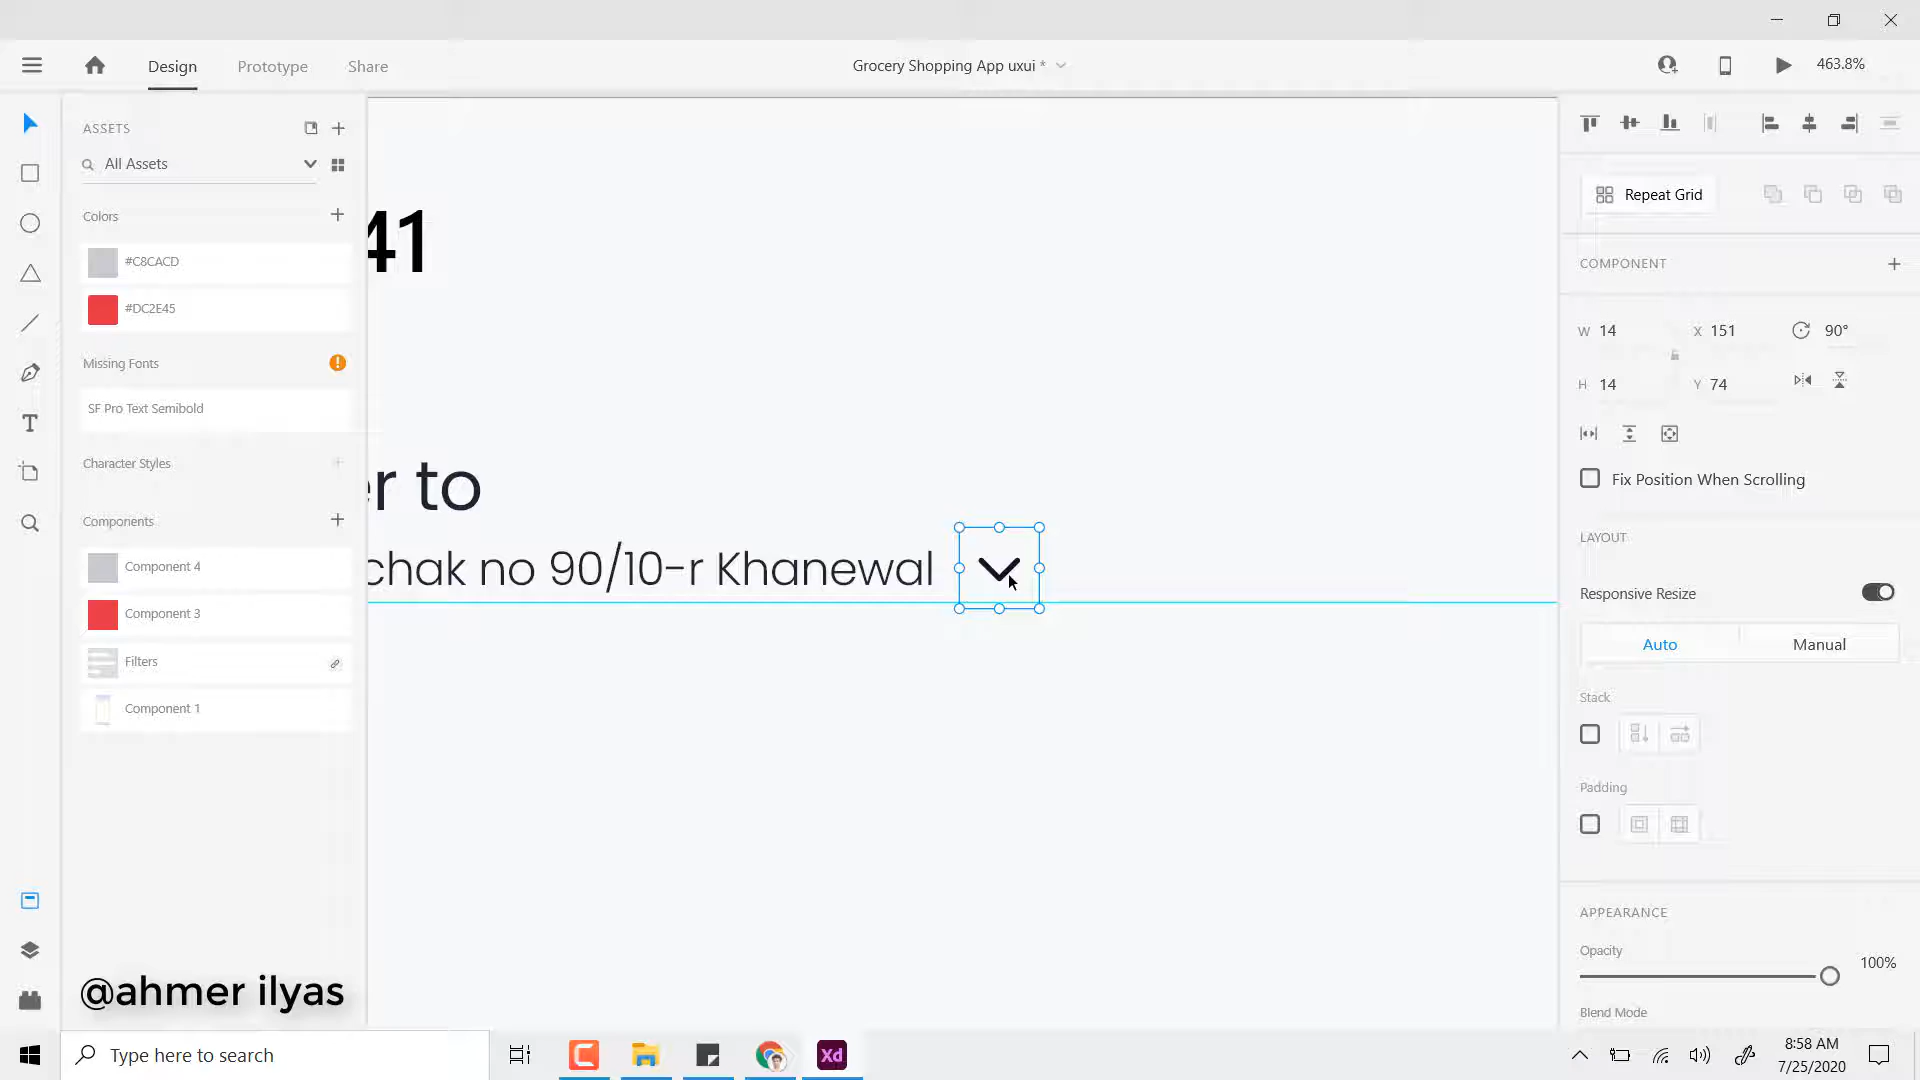 Design
Prototype
Share
Grocery Shopping App uxui *
463.8%
ASSETS
All Assets
Colors
#C8CACD
#DC2E45
Missing Fonts
SF Pro Text Semibold
Character Styles
Components
Component 4
Component 3
Filters
Component 1
41
er to
chak no 90/10-r Khanewal
Repeat Grid
COMPONENT
W 14
X 151
90°
H 14
Y 74
Fix Position When Scrolling
LAYOUT
Responsive Resize
Auto
Manual
Stack
Padding
APPEARANCE
Opacity
100%
Blend Mode
@ahmer ilyas
Type here to search
Xd
8:58 AM
7/25/2020